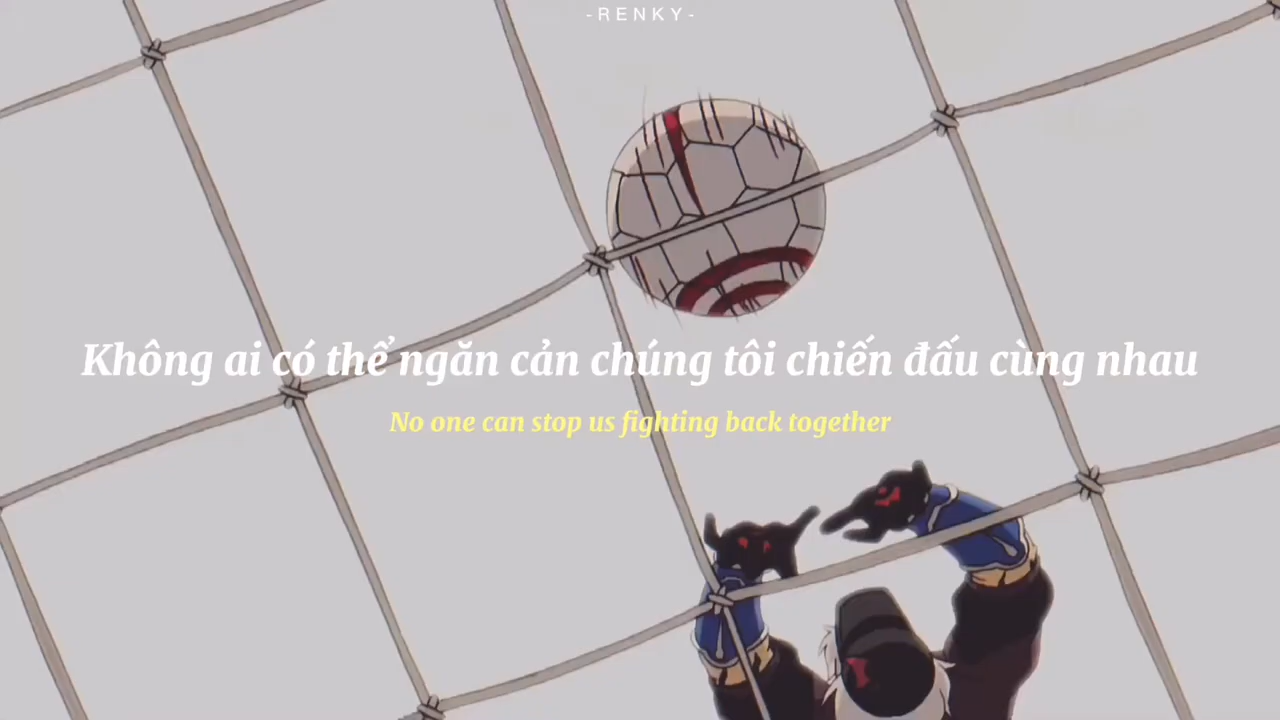 -RENKY-
Không ai có thể ngăn cản chúng tôi chiến đấu cùng nhau
No one can stop us fighting back together